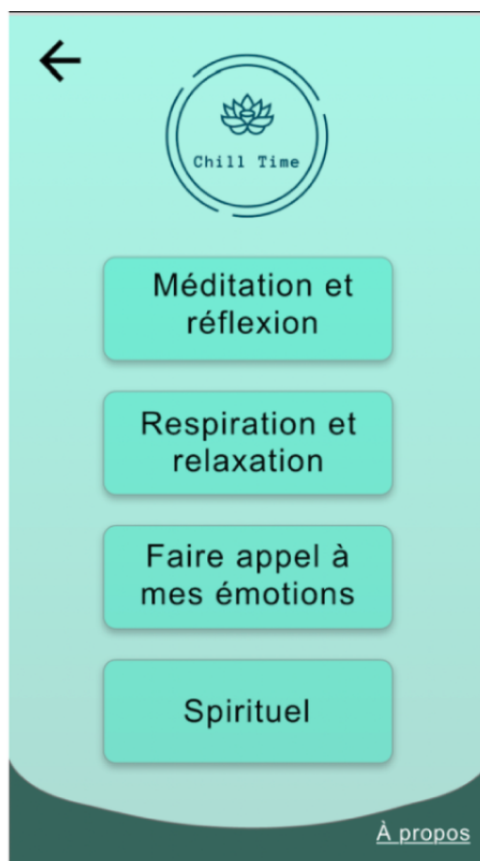 Chill Time
Méditation et
réflexion
Respiration et
relaxation
Faire appel à
mes émotions
Spirituel
À propos